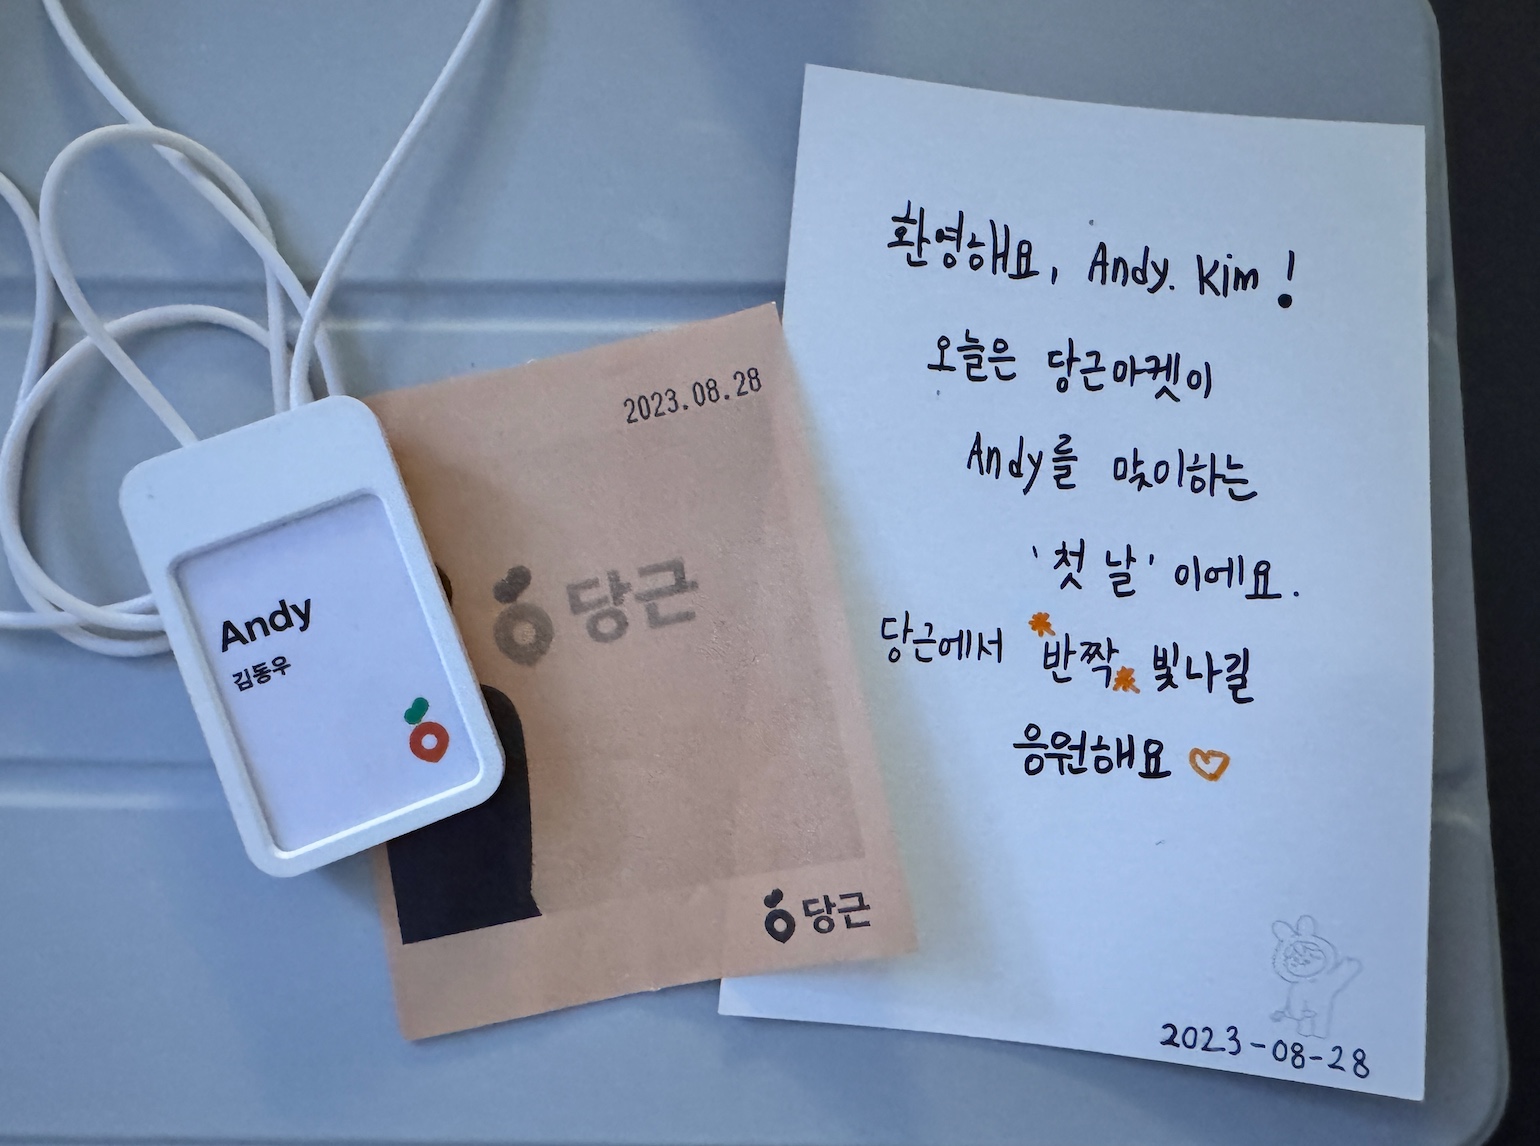 Andy
김동우
2023.08.28
당근
당근
환영해요, Andy. Kim !
오늘은 당근마켓이
Andy를 맞이하는
'첫 날' 이에요.
당근에서 반짝 빛나길
응원해요
2023-08-28